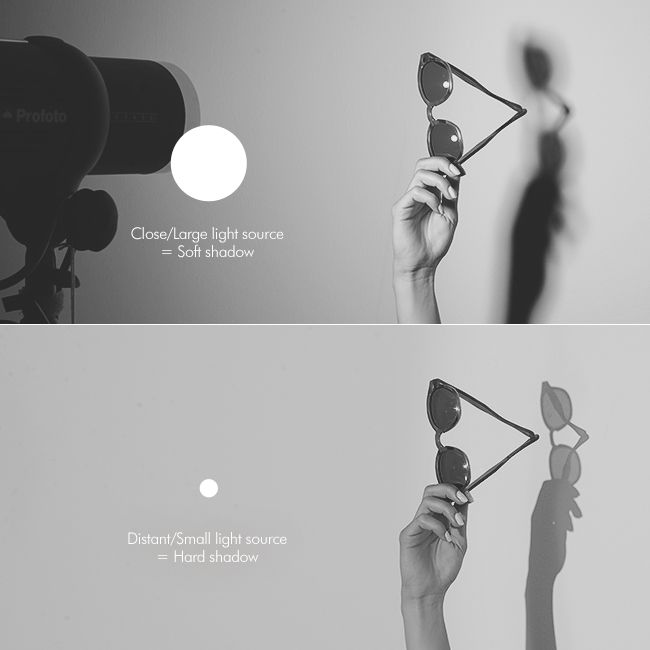 Profoto
Close/Large light source
= Soft shadow
Distant/Small light source
= Hard shadow